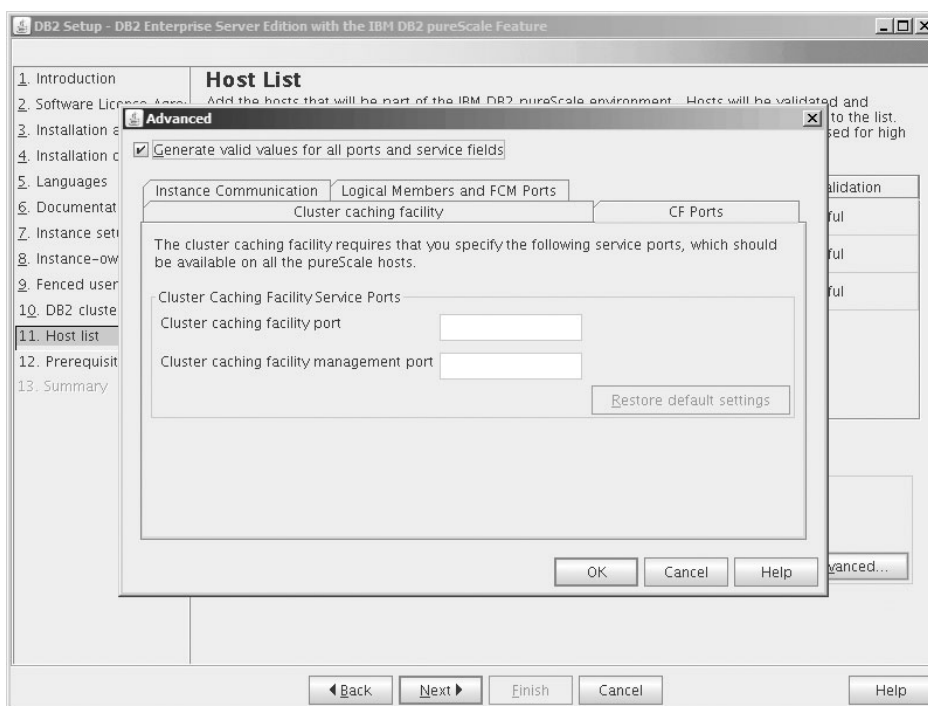 DB2 Setup - DB2 Enterprise Server Edition with the IBM DB2 pureScale Feature
1. Introduction
2. Software License Agre
3. Installation a
4. Installation c
5. Languages
6. Documentat
7. Instance set
8. Instance-ow
9. Fenced user
10. DB2 cluste
11. Host list
12. Prerequisit
13. Summary
Host List
Add the hosts that will be part of the IBM DB2 pureScale environment. Hosts will be validated and
to the list.
sed for high
alidation
ful
ful
ful
vanced...
Advanced
Generate valid values for all ports and service fields
Instance Communication
Logical Members and FCM Ports
Cluster caching facility
CF Ports
The cluster caching facility requires that you specify the following service ports, which should
be available on all the pureScale hosts.
Cluster Caching Facility Service Ports
Cluster caching facility port
Cluster caching facility management port
Restore default settings
OK
Cancel
Help
Back
Next
Finish
Cancel
Help